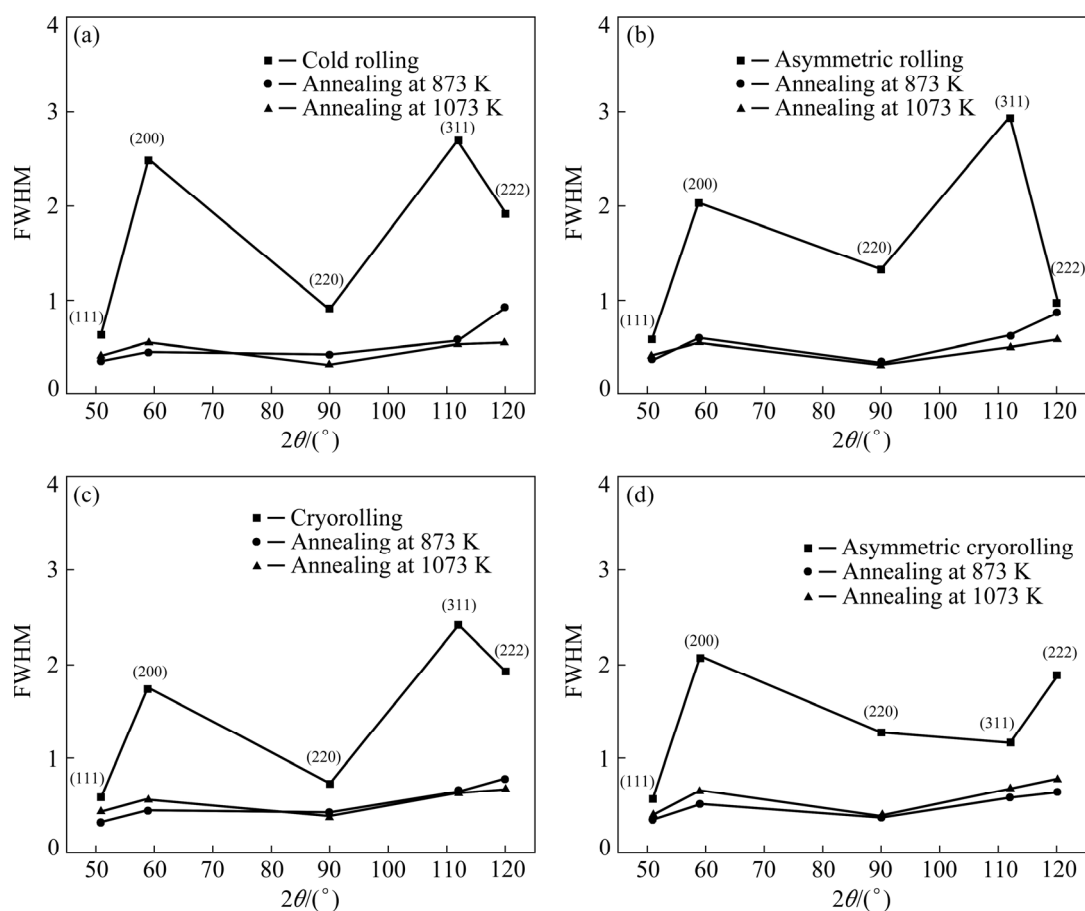 (a)
Cold rolling
Annealing at 873 K
Annealing at 1073 K
(111)
(200)
(220)
(311)
(222)
FWHM
4
3
2
1
0
50 60 70 80 90 100 110 120
2θ/(°)
(b)
Asymmetric rolling
Annealing at 873 K
Annealing at 1073 K
(111)
(200)
(220)
(311)
(222)
FWHM
4
3
2
1
0
50 60 70 80 90 100 110 120
2θ/(°)
(c)
Cryorolling
Annealing at 873 K
Annealing at 1073 K
(111)
(200)
(220)
(311)
(222)
FWHM
4
3
2
1
0
50 60 70 80 90 100 110 120
2θ/(°)
(d)
Asymmetric cryorolling
Annealing at 873 K
Annealing at 1073 K
(111)
(200)
(220)
(311)
(222)
FWHM
4
3
2
1
0
50 60 70 80 90 100 110 120
2θ/(°)